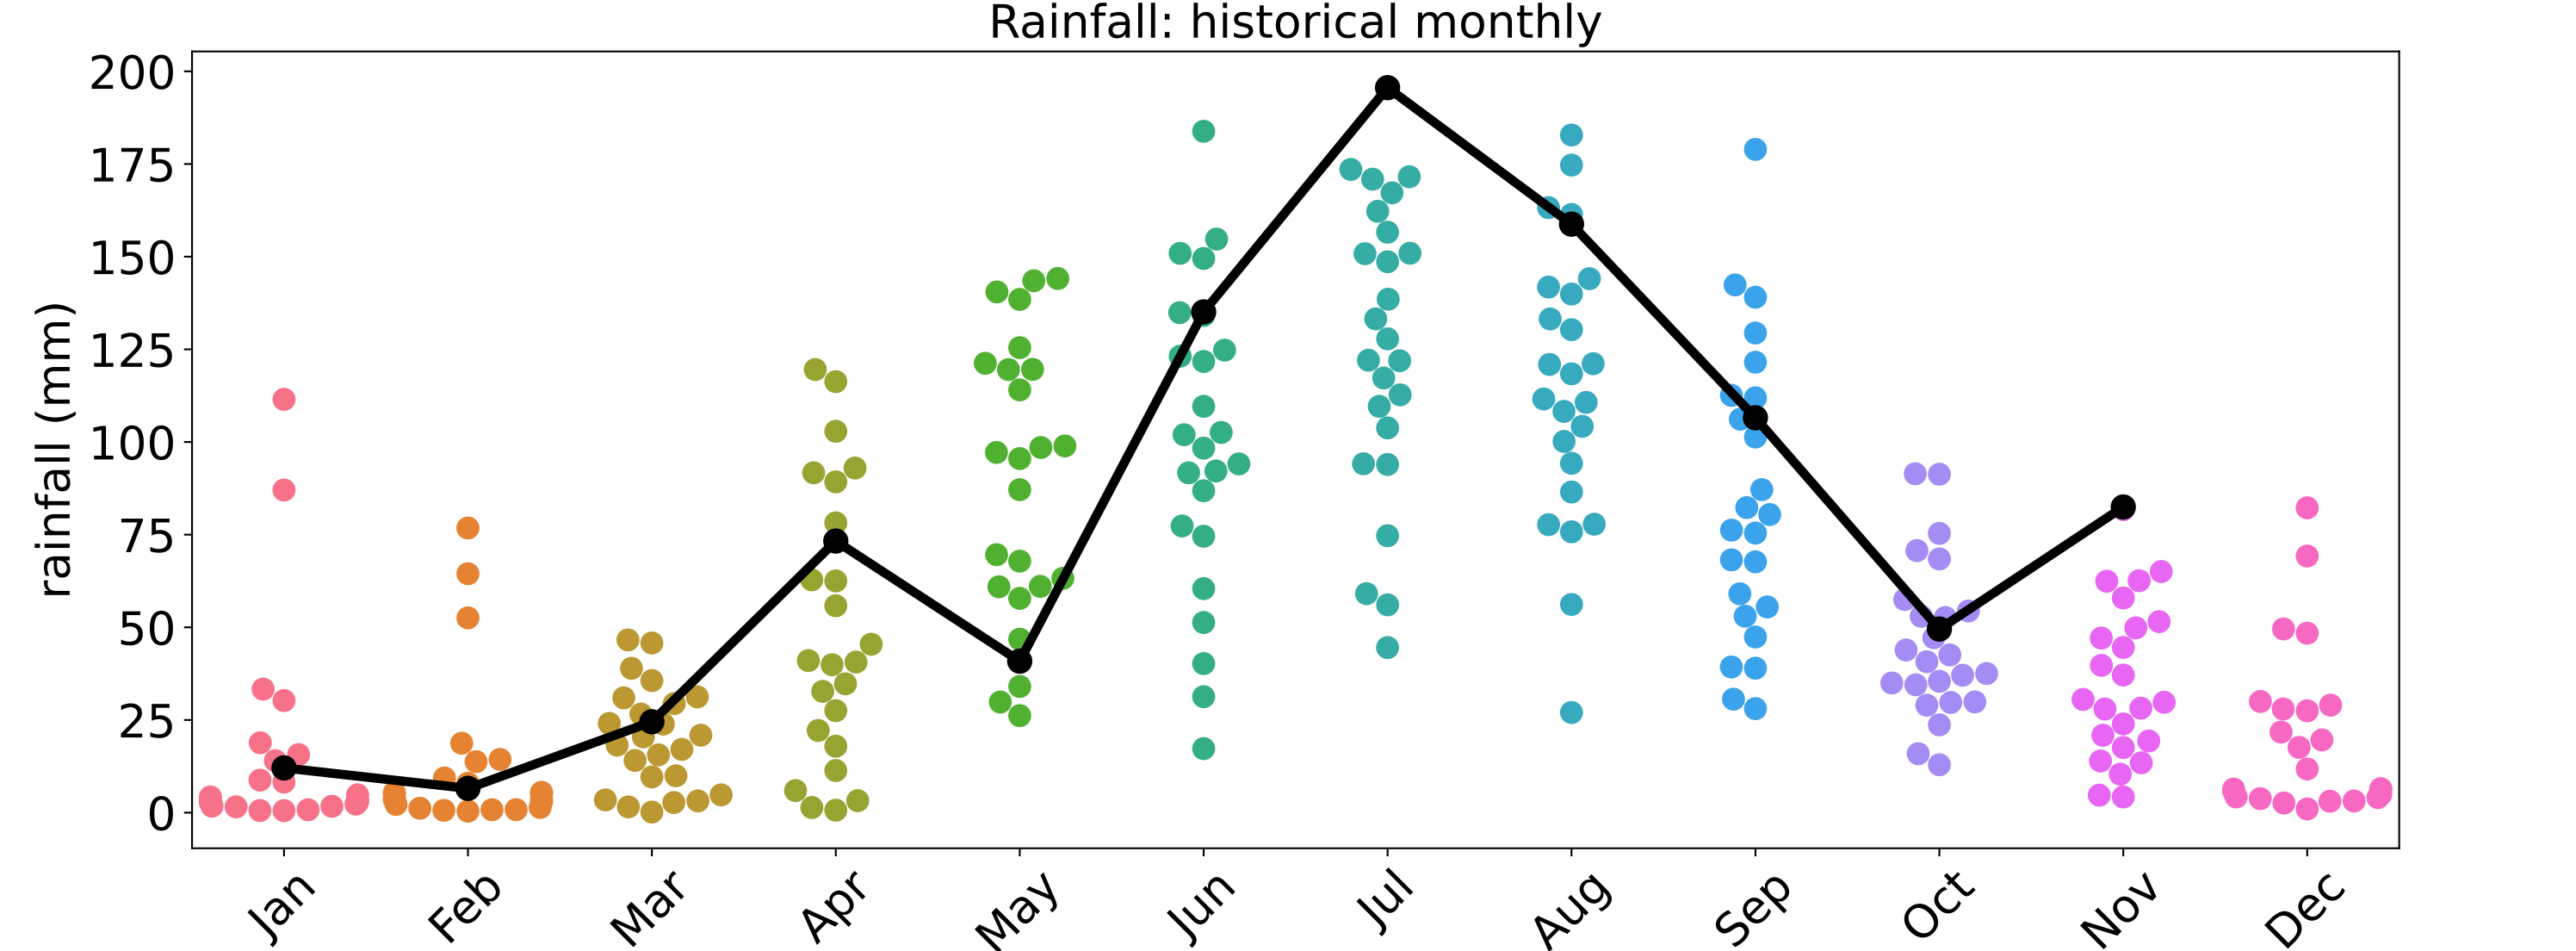 Rainfall: historical monthly
rainfall (mm)
200
175
150
125
100
75
50
25
0
Jan
Feb
Mar
Apr
May
Jun
Jul
Aug
Sep
Oct
Nov
Dec